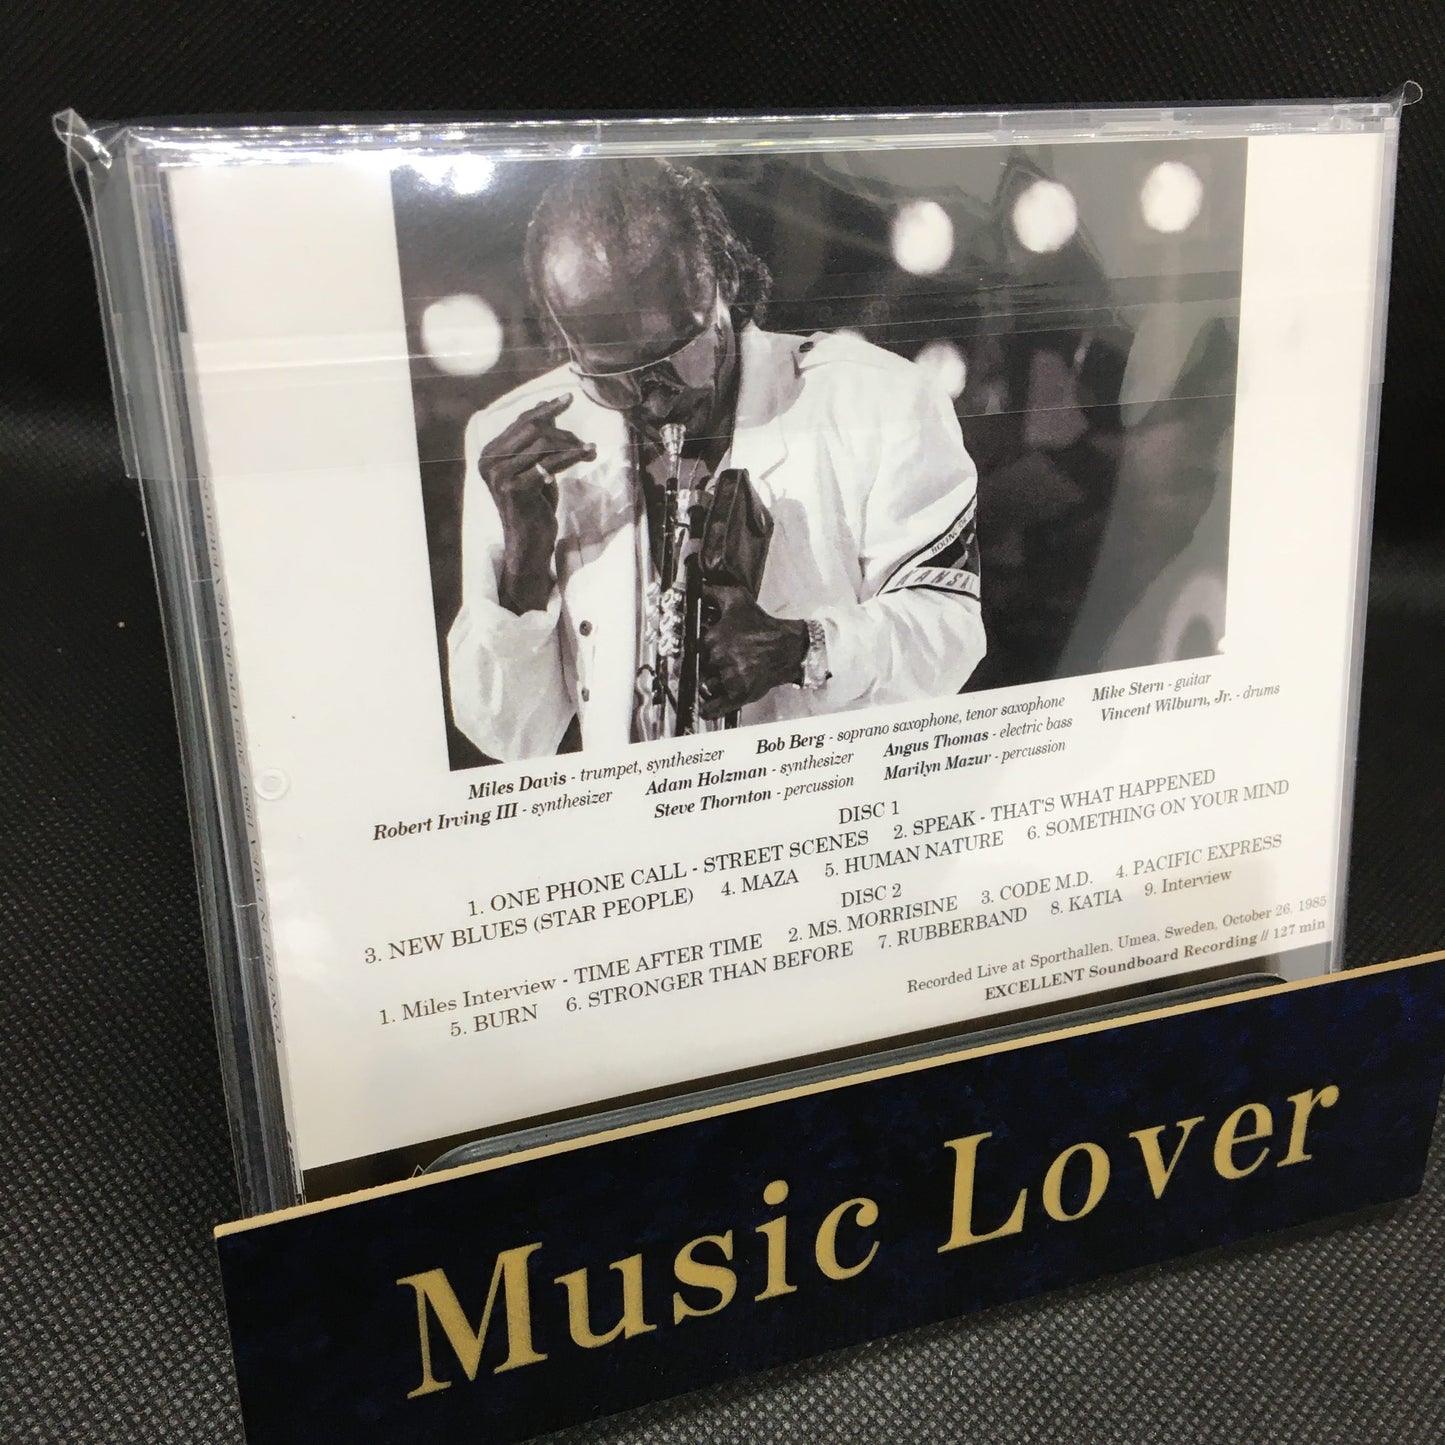 KANSA
Miles Davis - trumpet, synthesizer Bob Berg - soprano saxophone, tenor saxophone Mike Stern - guitar
Robert Irving III - synthesizer Adam Holzman - synthesizer Angus Thomas - electric bass Vincent Wilburn, Jr. - drums
Steve Thornton - percussion Marilyn Mazur - percussion
DISC 1
1. ONE PHONE CALL - STREET SCENES 2. SPEAK - THAT'S WHAT HAPPENED
3. NEW BLUES (STAR PEOPLE) 4. MAZA 5. HUMAN NATURE 6. SOMETHING ON YOUR MIND
DISC 2
1. Miles Interview - TIME AFTER TIME 2. MS. MORRISINE 3. CODE M.D. 4. PACIFIC EXPRESS
5. BURN 6. STRONGER THAN BEFORE 7. RUBBERBAND 8. KATIA 9. Interview
Recorded Live at Sporthallen, Umea, Sweden, October 26, 1985
EXCELLENT Soundboard Recording // 127 min
Music Lover